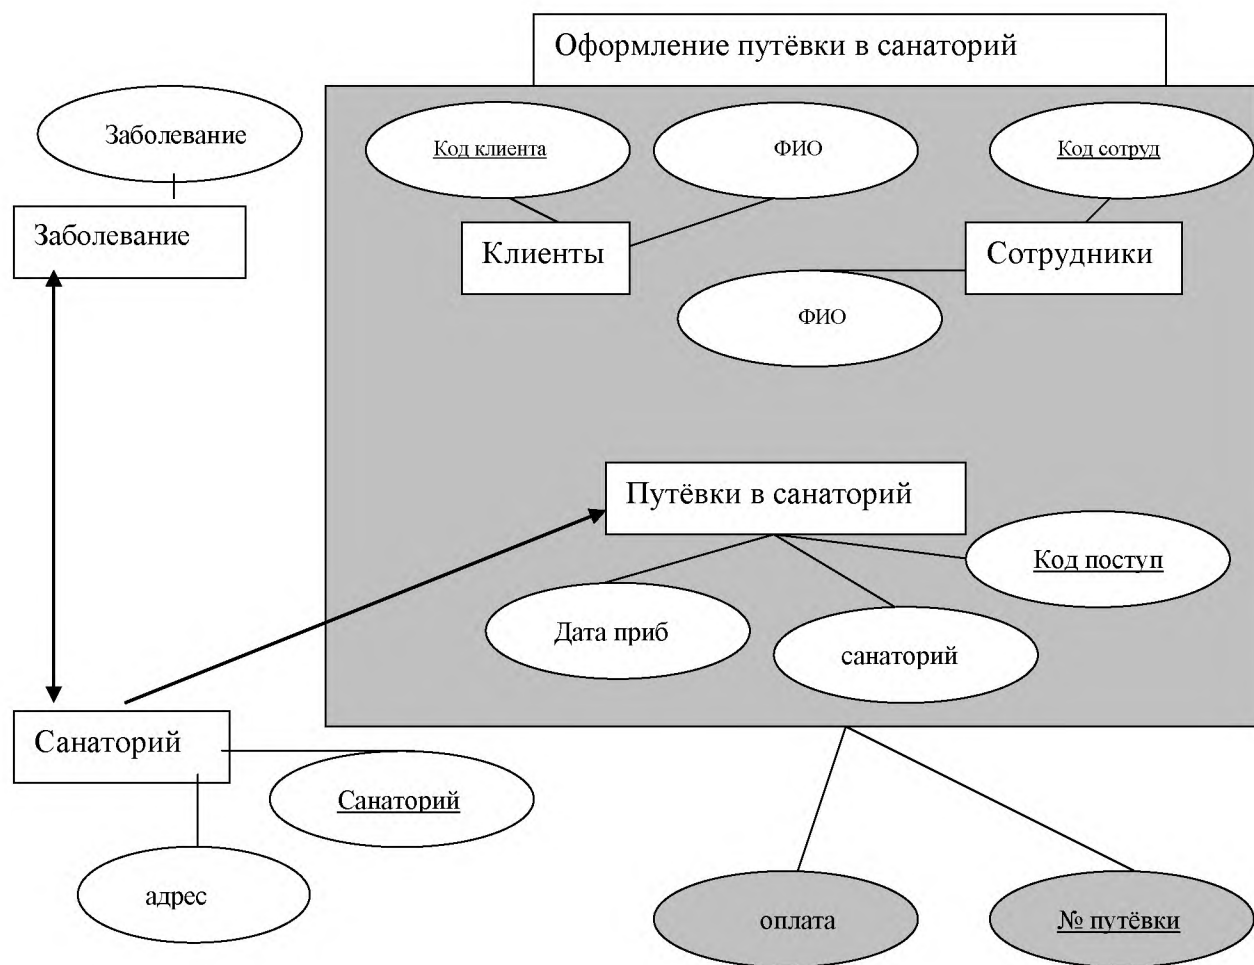 Оформление путёвки в санаторий
Заболевание
Код клиента
ФИО
Код сотруд
Заболевание
Клиенты
Сотрудники
ФИО
Путёвки в санаторий
Код поступ
Дата приб
санаторий
Санаторий
Санаторий
адрес
оплата
№ путёвки